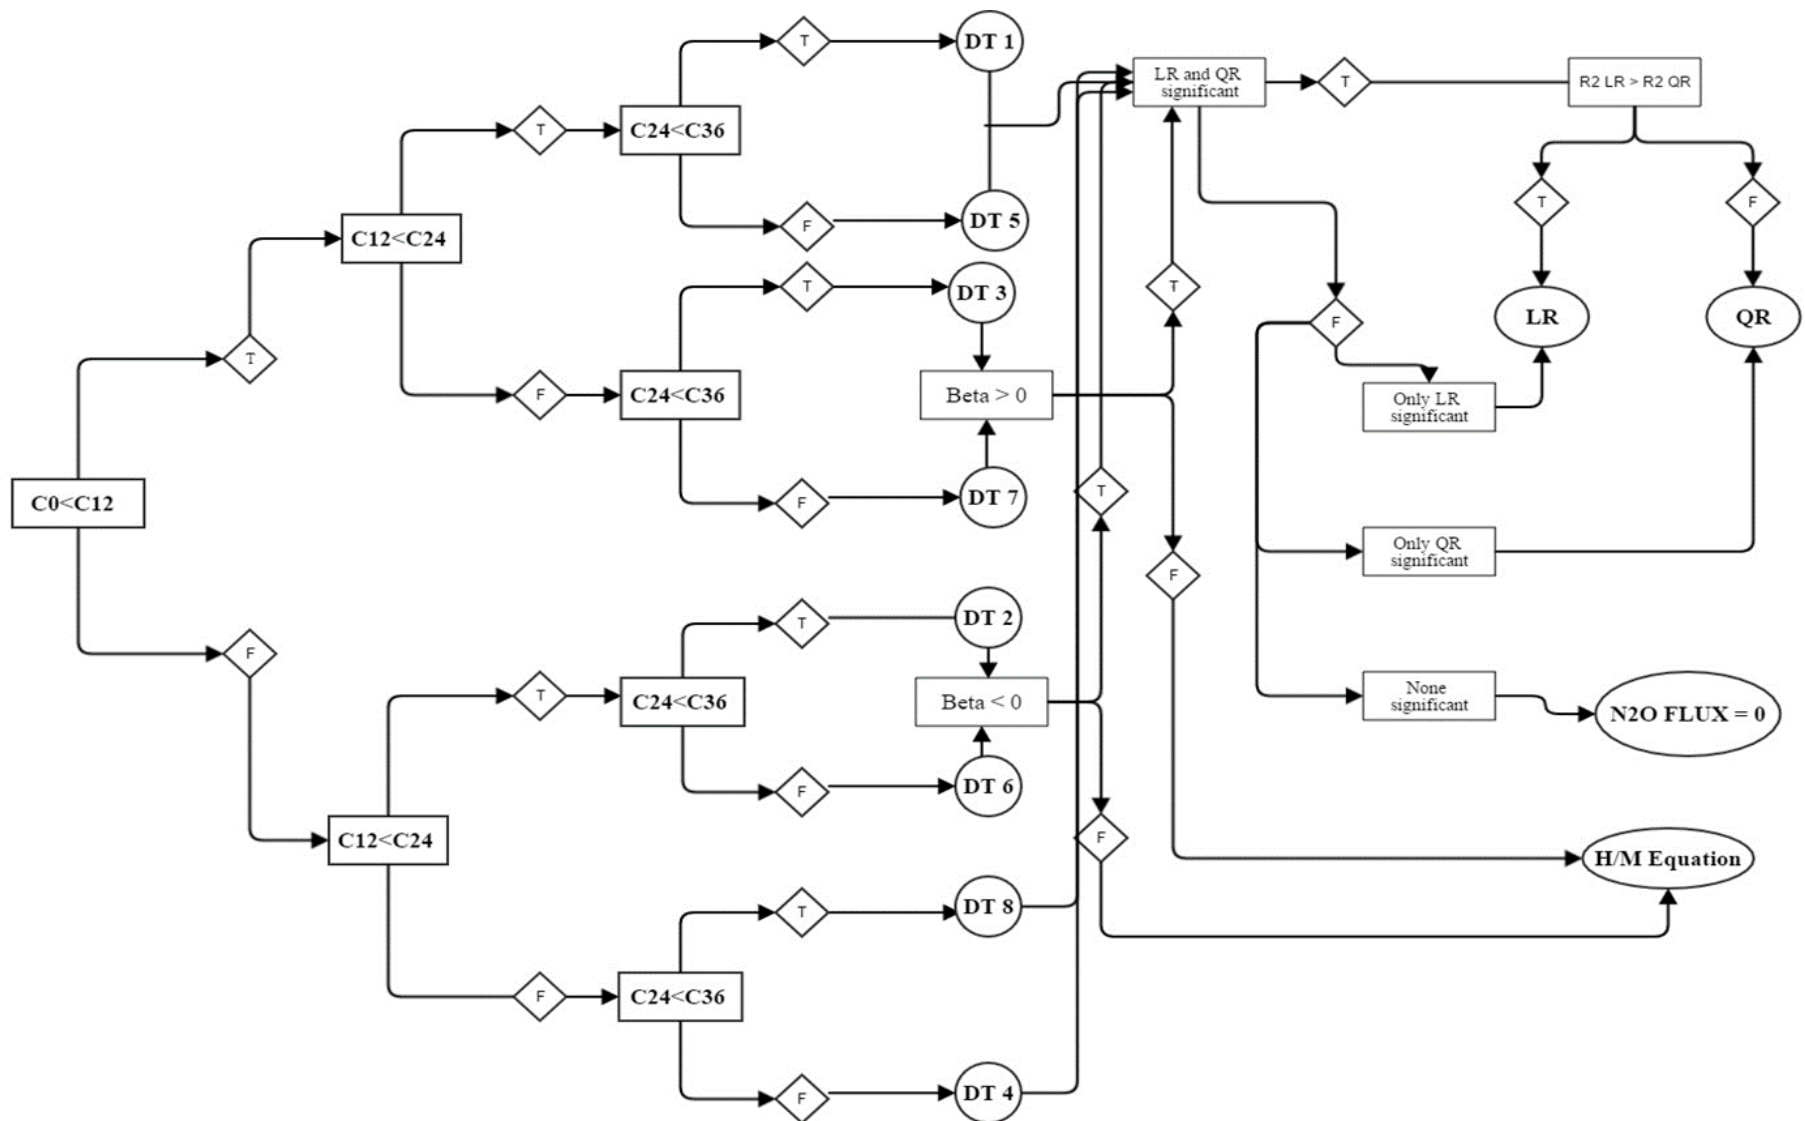 T
DT 1
LR and QR
significant
T
R2 LR > R2 QR
T
C24<C36
T
F
C12<C24
F
DT 5
T
DT 3
T
F
LR
QR
T
F
C24<C36
Beta > 0
Only LR
significant
C0<C12
F
DT 7
T
F
Only QR
significant
F
T
DT 2
T
C24<C36
Beta < 0
None
significant
N2O FLUX = 0
F
DT 6
C12<C24
F
H/M Equation
T
DT 8
F
C24<C36
F
DT 4